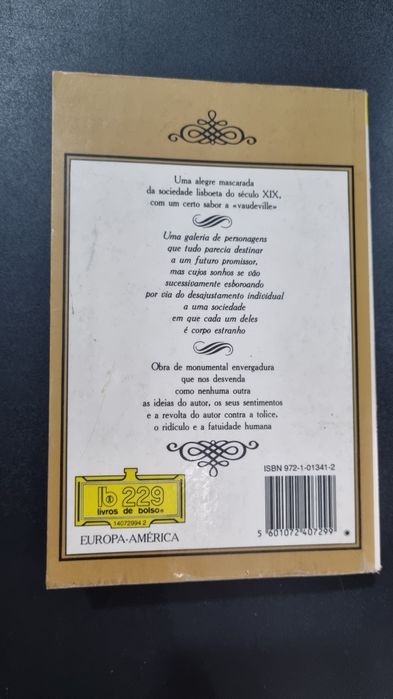 Uma alegre mascarada
da sociedade lisboeta do século XIX,
com um certo sabor a «vaudeville»
Uma galeria de personagens
que tudo parecia destinar
a um futuro promissor,
mas cujos sonhos se vão
sucessivamente esboroando
por via do desajustamento individual
a uma sociedade
em que cada um deles
é corpo estranho
Obra de monumental envergadura
que nos desvenda
como nenhuma outra
as ideias do autor, os seus sentimentos
e a revolta do autor contra a tolice,
o ridículo e a fatuidade humana
lb 229
livros de bolso
14072994 2
EUROPA-AMÉRICA
ISBN 972-1-01341-2
5 601072 407299